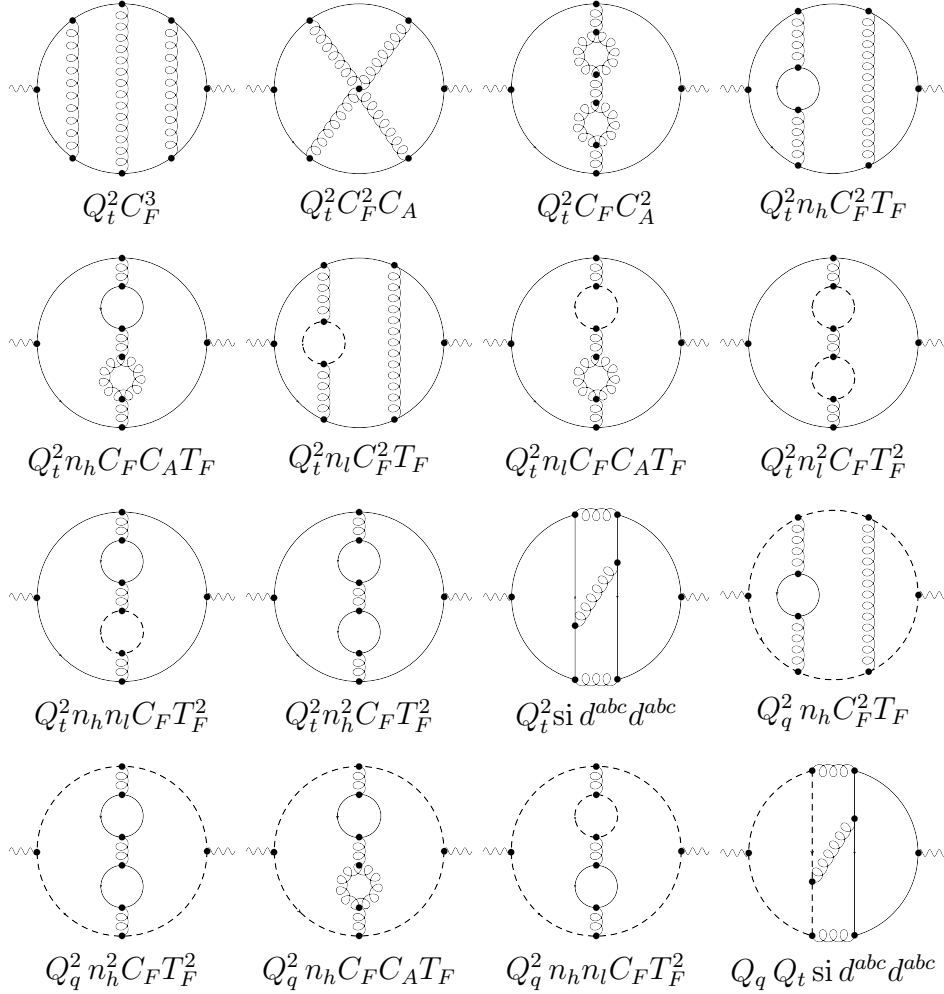 Q_t^2 C_F^3 Q_t^2 C_F^2 C_A Q_t^2 C_F C_A^2 Q_t^2 n_h C_F^2 T_F
Q_t^2 n_h C_F C_A T_F Q_t^2 n_l C_F^2 T_F Q_t^2 n_l C_F C_A T_F Q_t^2 n_l^2 C_F T_F^2
Q_t^2 n_h n_l C_F T_F^2 Q_t^2 n_h^2 C_F T_F^2 Q_t^2 si d^{abc} d^{abc} Q_q^2 n_h C_F^2 T_F
Q_q^2 n_h^2 C_F T_F^2 Q_q^2 n_h C_F C_A T_F Q_q^2 n_h n_l C_F T_F^2 Q_q Q_t si d^{abc} d^{abc}